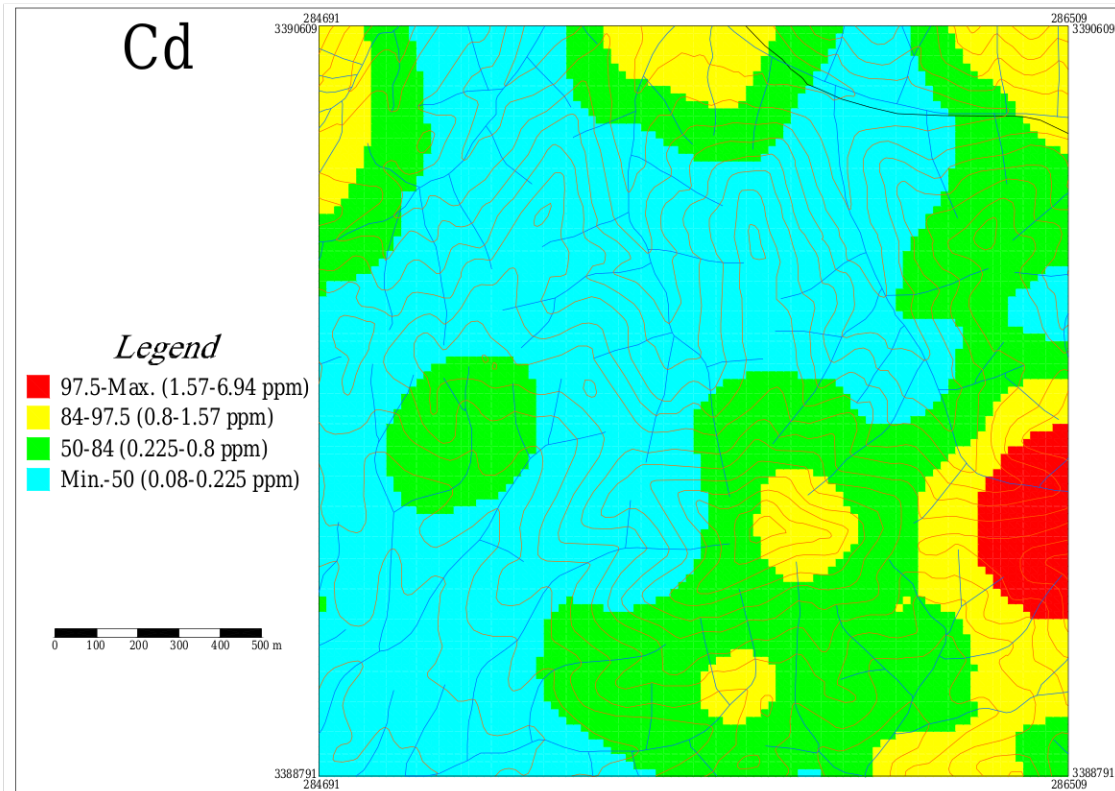 Cd
284691
286509
3390609
3390609
Legend
97.5-Max. (1.57-6.94 ppm)
84-97.5 (0.8-1.57 ppm)
50-84 (0.225-0.8 ppm)
Min.-50 (0.08-0.225 ppm)
0 100 200 300 400 500 m
3388791
3388791
284691
286509